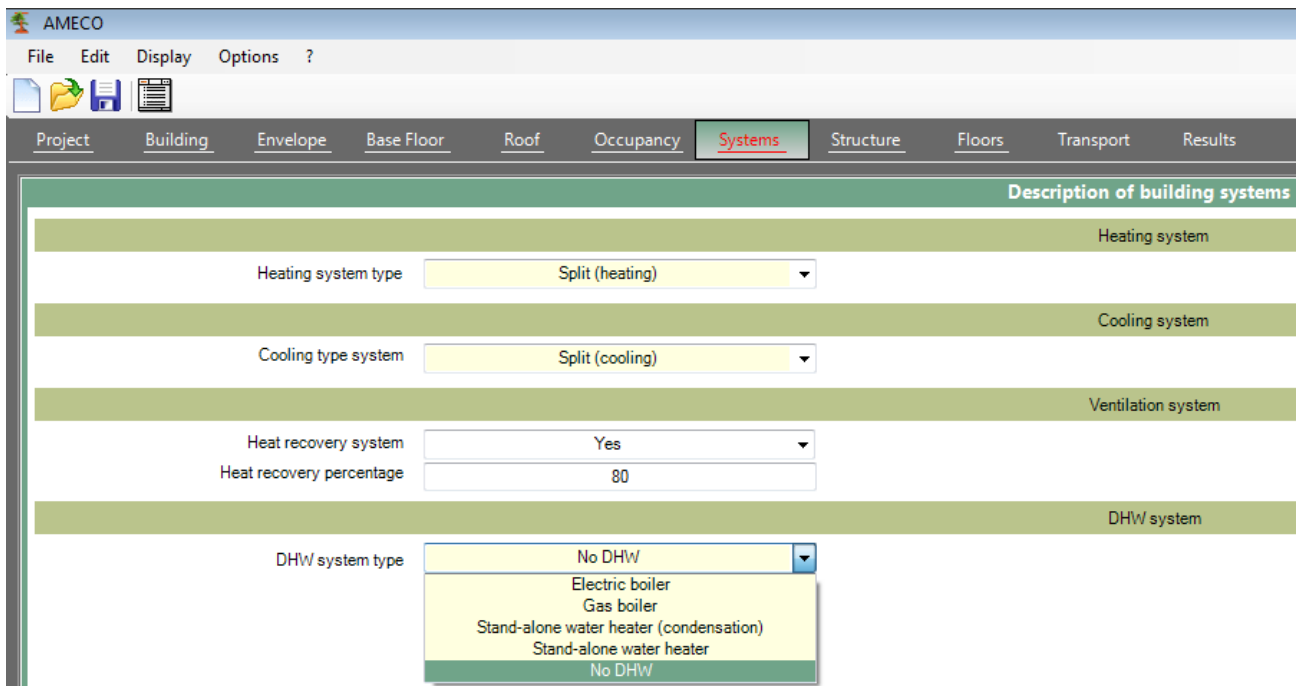 AMECO
File Edit Display Options ?
Project Building Envelope Base Floor Roof Occupancy Systems Structure Floors Transport Results
Description of building systems
Heating system
Heating system type Split (heating)
Cooling system
Cooling type system Split (cooling)
Ventilation system
Heat recovery system Yes
Heat recovery percentage 80
DHW system
DHW system type No DHW
Electric boiler
Gas boiler
Stand-alone water heater (condensation)
Stand-alone water heater
No DHW